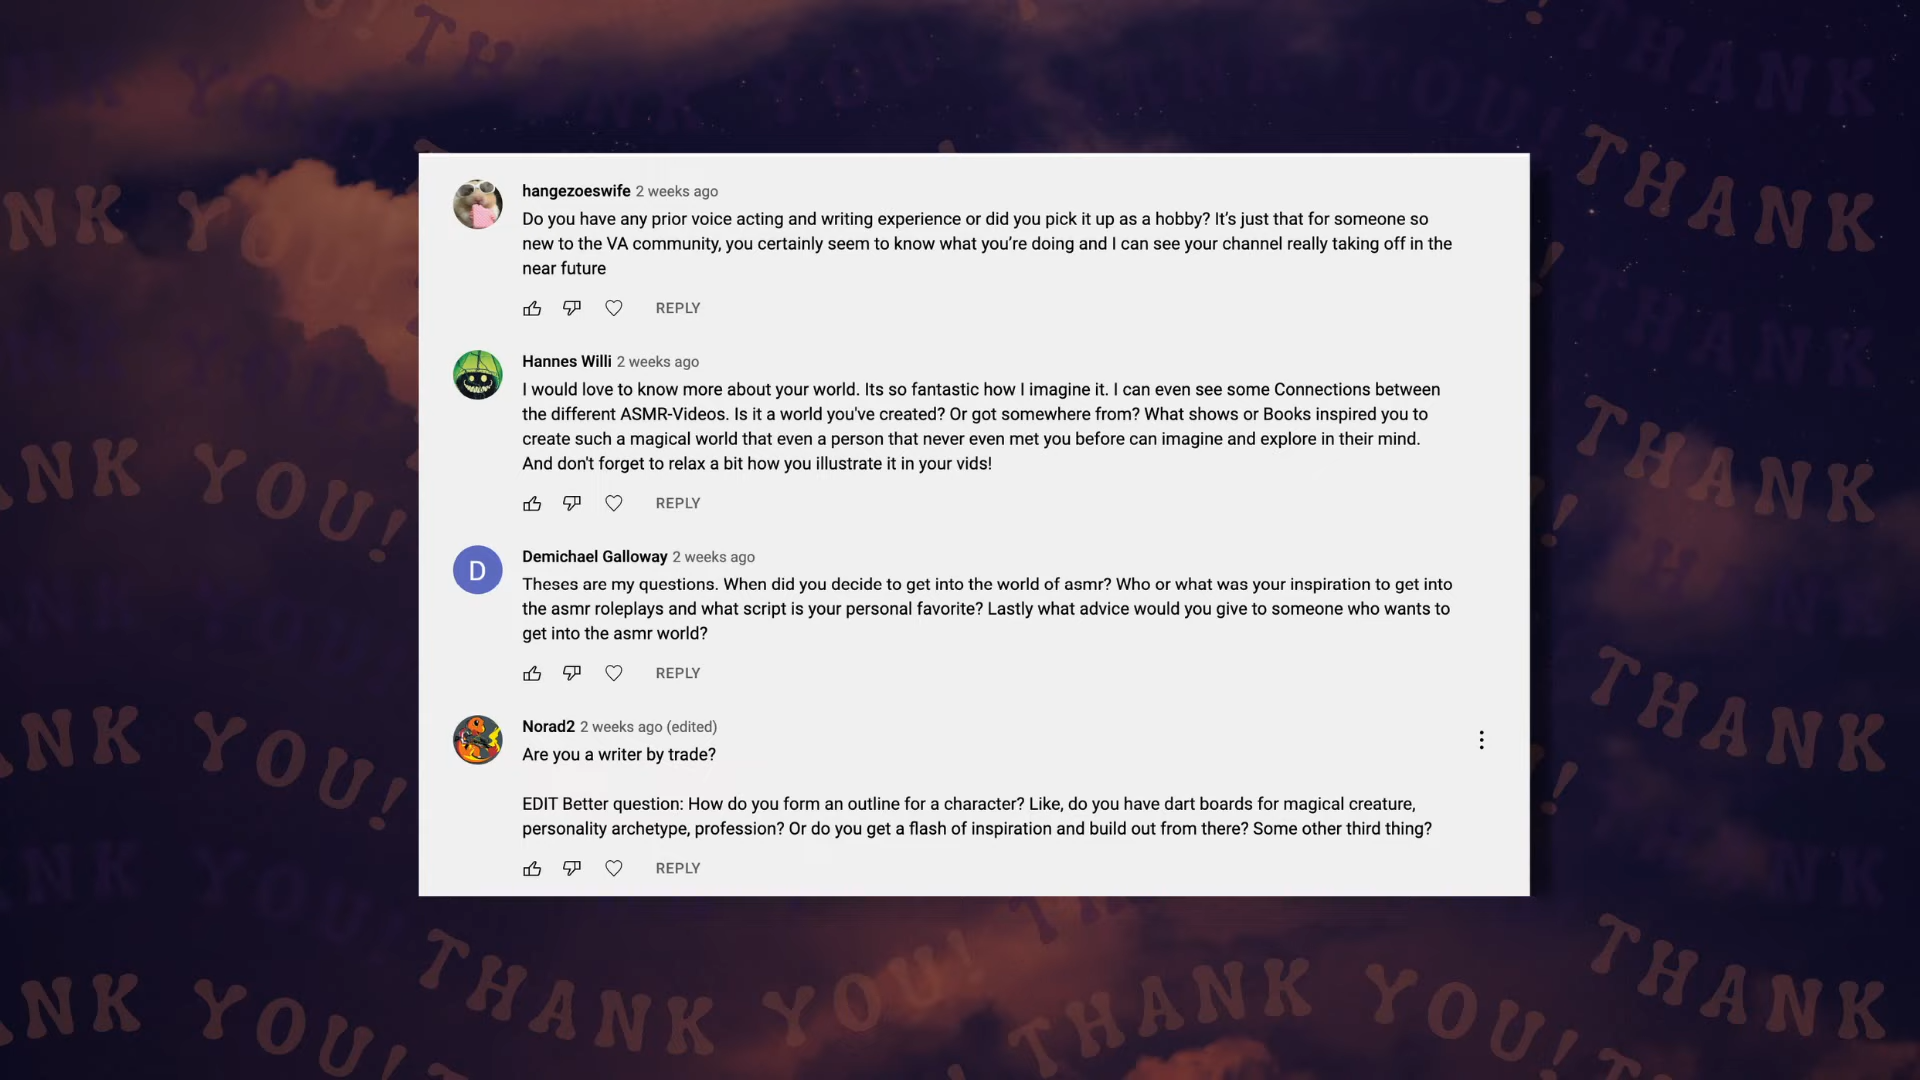 THANK YOU! THANK YOU! THANK
hangezoeswife 2 weeks ago
Do you have any prior voice acting and writing experience or did you pick it up as a hobby? It’s just that for someone so
new to the VA community, you certainly seem to know what you’re doing and I can see your channel really taking off in the
near future
REPLY
Hannes Willi 2 weeks ago
I would love to know more about your world. Its so fantastic how I imagine it. I can even see some Connections between
the different ASMR-Videos. Is it a world you've created? Or got somewhere from? What shows or Books inspired you to
create such a magical world that even a person that never even met you before can imagine and explore in their mind.
And don't forget to relax a bit how you illustrate it in your vids!
REPLY
D
Demichael Galloway 2 weeks ago
Theses are my questions. When did you decide to get into the world of asmr? Who or what was your inspiration to get into
the asmr roleplays and what script is your personal favorite? Lastly what advice would you give to someone who wants to
get into the asmr world?
REPLY
Norad2 2 weeks ago (edited)
Are you a writer by trade?
EDIT Better question: How do you form an outline for a character? Like, do you have dart boards for magical creature,
personality archetype, profession? Or do you get a flash of inspiration and build out from there? Some other third thing?
REPLY
THANK YOU! THANK YOU! THANK